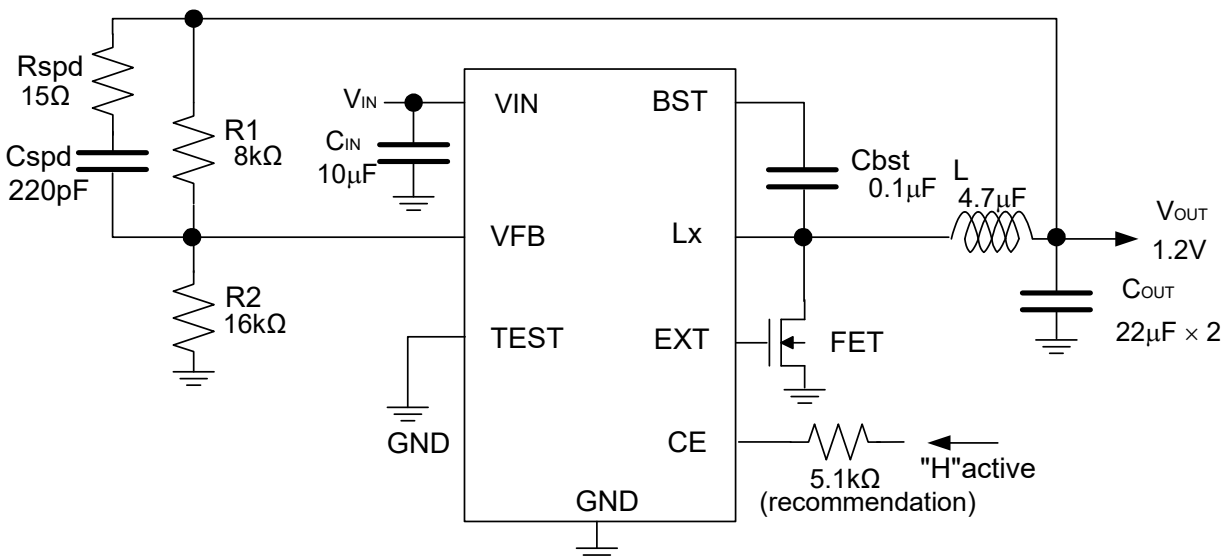 Rspd
15Ω
Cspd
220pF
R1
8kΩ
R2
16kΩ
VIN
CIN
10μF
VIN
VFB
TEST
GND
BST
Lx
EXT
CE
GND
Cbst
0.1μF
L
4.7μF
VOUT
1.2V
COUT
22μF × 2
FET
5.1kΩ
(recommendation)
"H"active